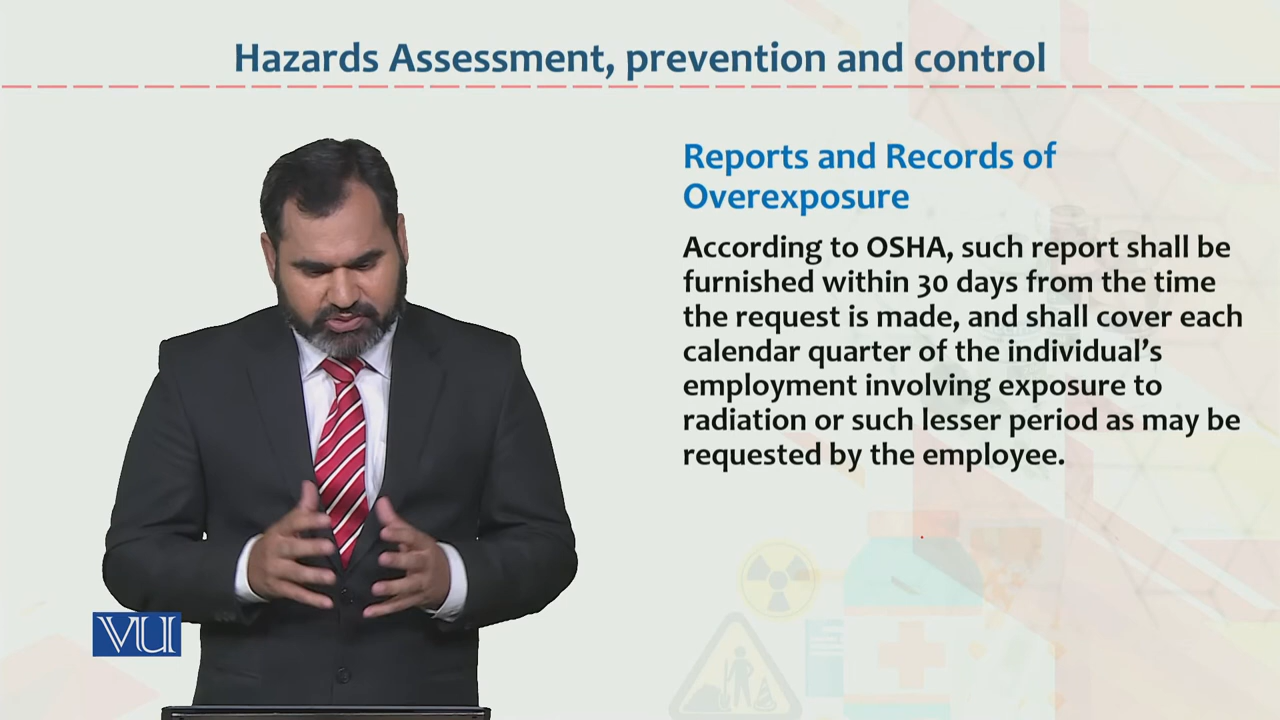 Hazards Assessment, prevention and control
Reports and Records of
Overexposure
According to OSHA, such report shall be
furnished within 30 days from the time
the request is made, and shall cover each
calendar quarter of the individual’s
employment involving exposure to
radiation or such lesser period as may be
requested by the employee.
VU